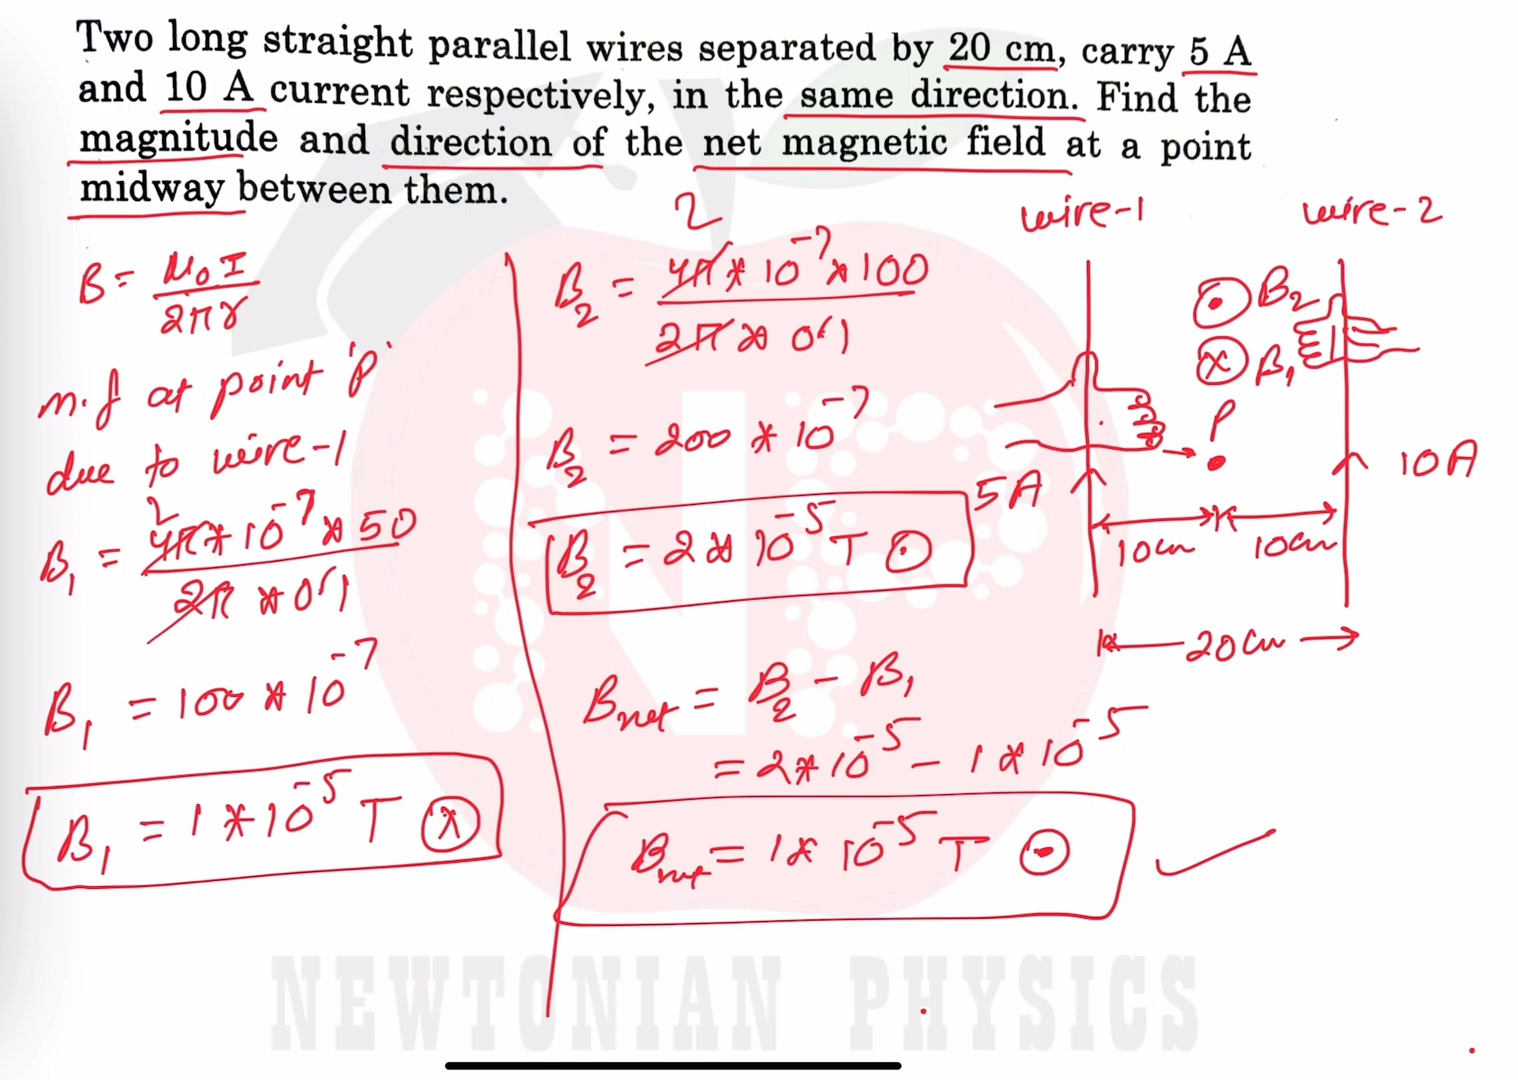 Two long straight parallel wires separated by 20 cm, carry 5 A
and 10 A current respectively, in the same direction. Find the
magnitude and direction of the net magnetic field at a point
midway between them.
B = μ₀I / 2πr
m.f at point 'P'
due to wire-1
B₁ = 4π * 10⁻⁷ * 50 / 2π * 0.1
2
B₁ = 100 * 10⁻⁷
B₁ = 1 * 10⁻⁵ T ⊗
2
B₂ = 4π * 10⁻⁷ * 100 / 2π * 0.1
B₂ = 200 * 10⁻⁷
B₂ = 2 * 10⁻⁵ T ⊙
Bnet = B₂ - B₁
= 2 * 10⁻⁵ - 1 * 10⁻⁵
Bnet = 1 * 10⁻⁵ T ⊙
wire-1 wire-2
⊙ B₂
⊗ B₁
P
5A 10A
10cm 10cm
20cm
N
NEWTONIAN PHYSICS